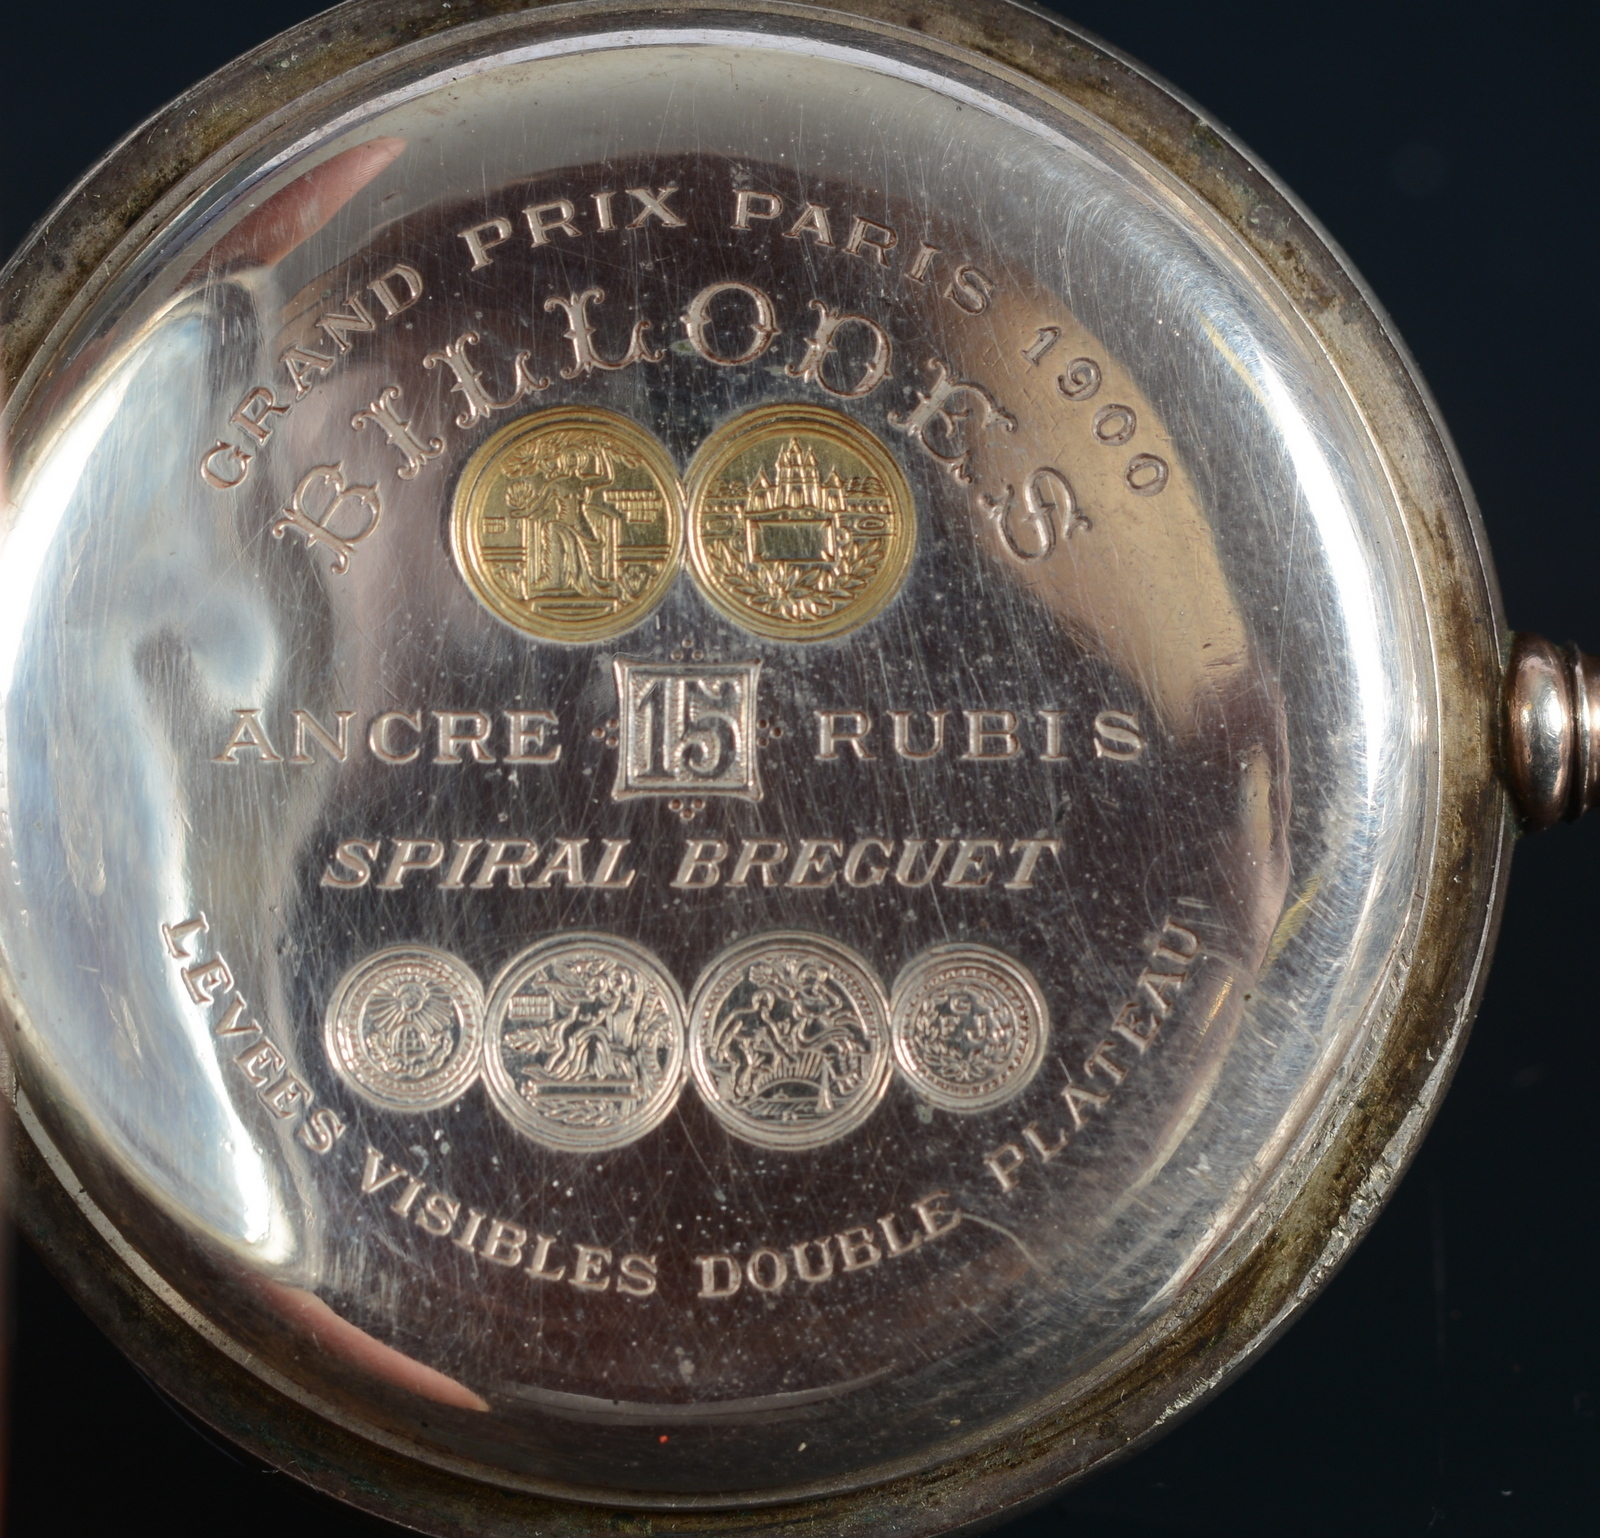 GRAND PRIX PARIS 1900
BILLODES
ANCRE 15 RUBIS
SPIRAL BREGUET
LEVEES VISIBLES DOUBLE PLATEAU